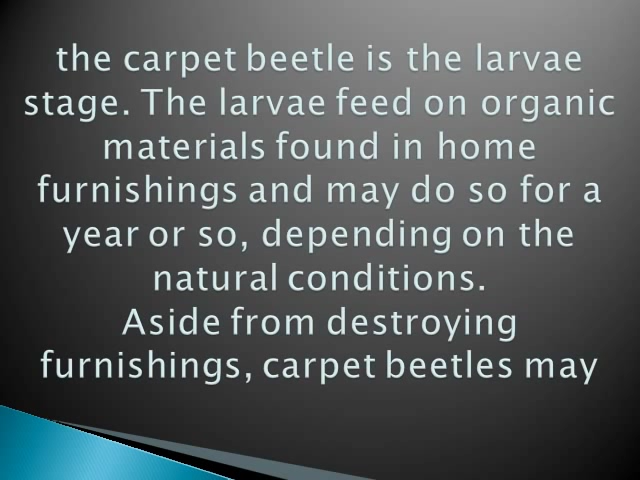 the carpet beetle is the larvae
stage. The larvae feed on organic
materials found in home
furnishings and may do so for a
year or so, depending on the
natural conditions.
Aside from destroying
furnishings, carpet beetles may